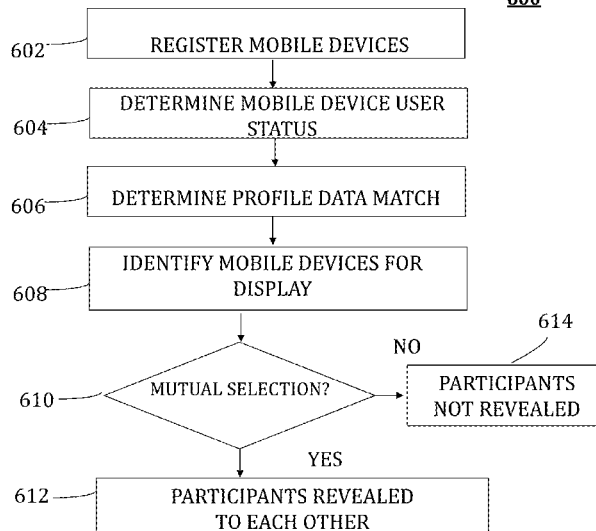 600
602
REGISTER MOBILE DEVICES
604
DETERMINE MOBILE DEVICE USER
STATUS
606
DETERMINE PROFILE DATA MATCH
608
IDENTIFY MOBILE DEVICES FOR
DISPLAY
610
MUTUAL SELECTION?
NO
614
PARTICIPANTS
NOT REVEALED
YES
612
PARTICIPANTS REVEALED
TO EACH OTHER